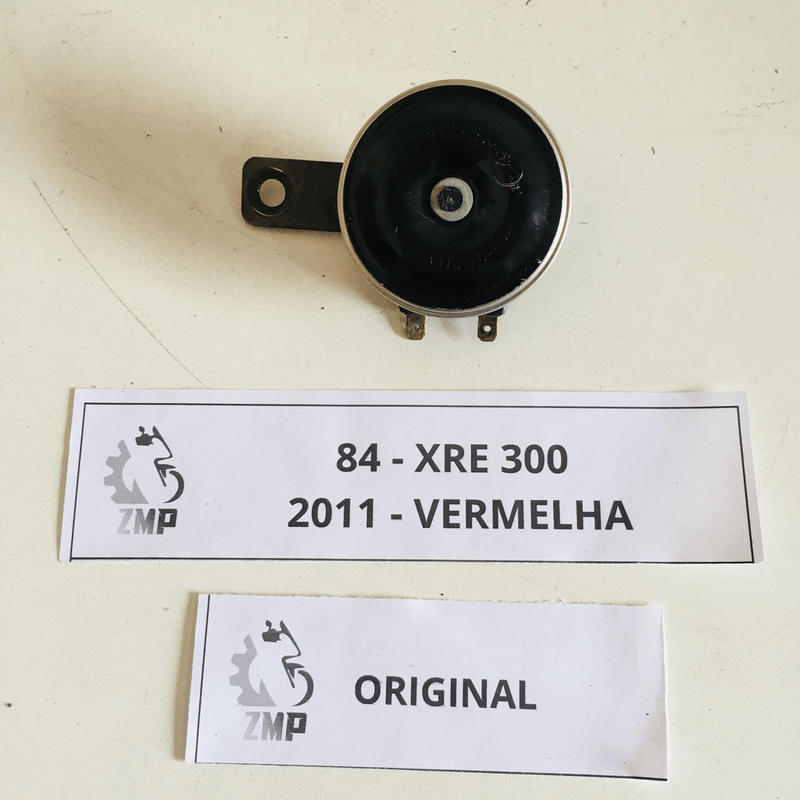 84 - XRE 300
2011 - VERMELHA
ZMP
ORIGINAL
ZMP